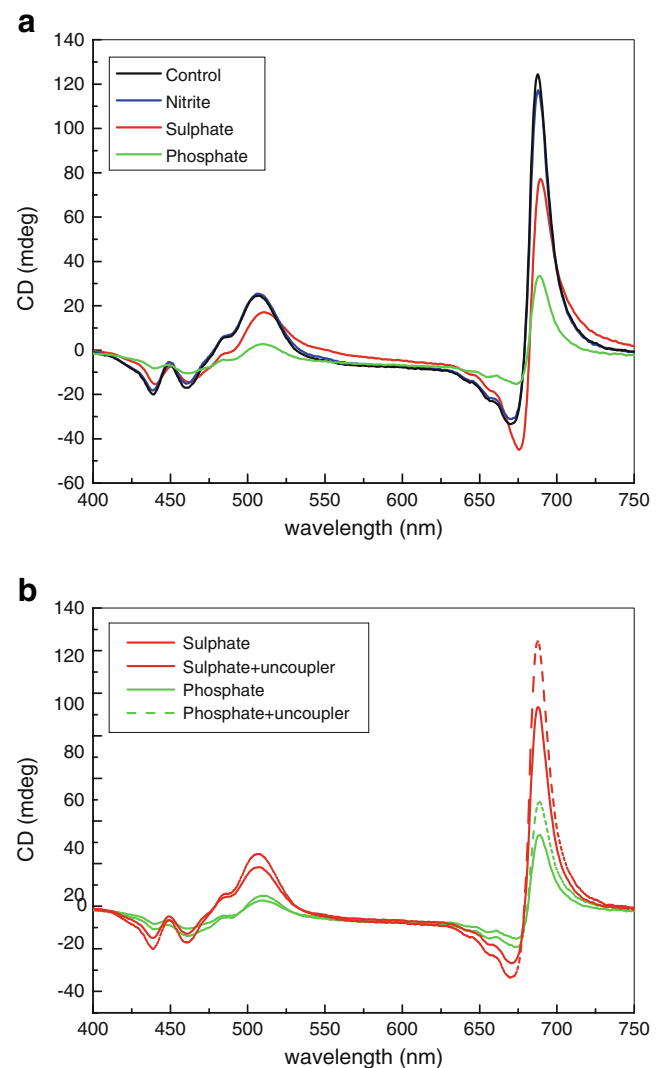 a
140
120
100
80
60
40
20
0
-20
-40
-60
CD (mdeg)
Control
Nitrite
Sulphate
Phosphate
400 450 500 550 600 650 700 750
wavelength (nm)
b
140
120
100
80
60
40
20
0
-20
-40
CD (mdeg)
Sulphate
Sulphate+uncoupler
Phosphate
Phosphate+uncoupler
400 450 500 550 600 650 700 750
wavelength (nm)